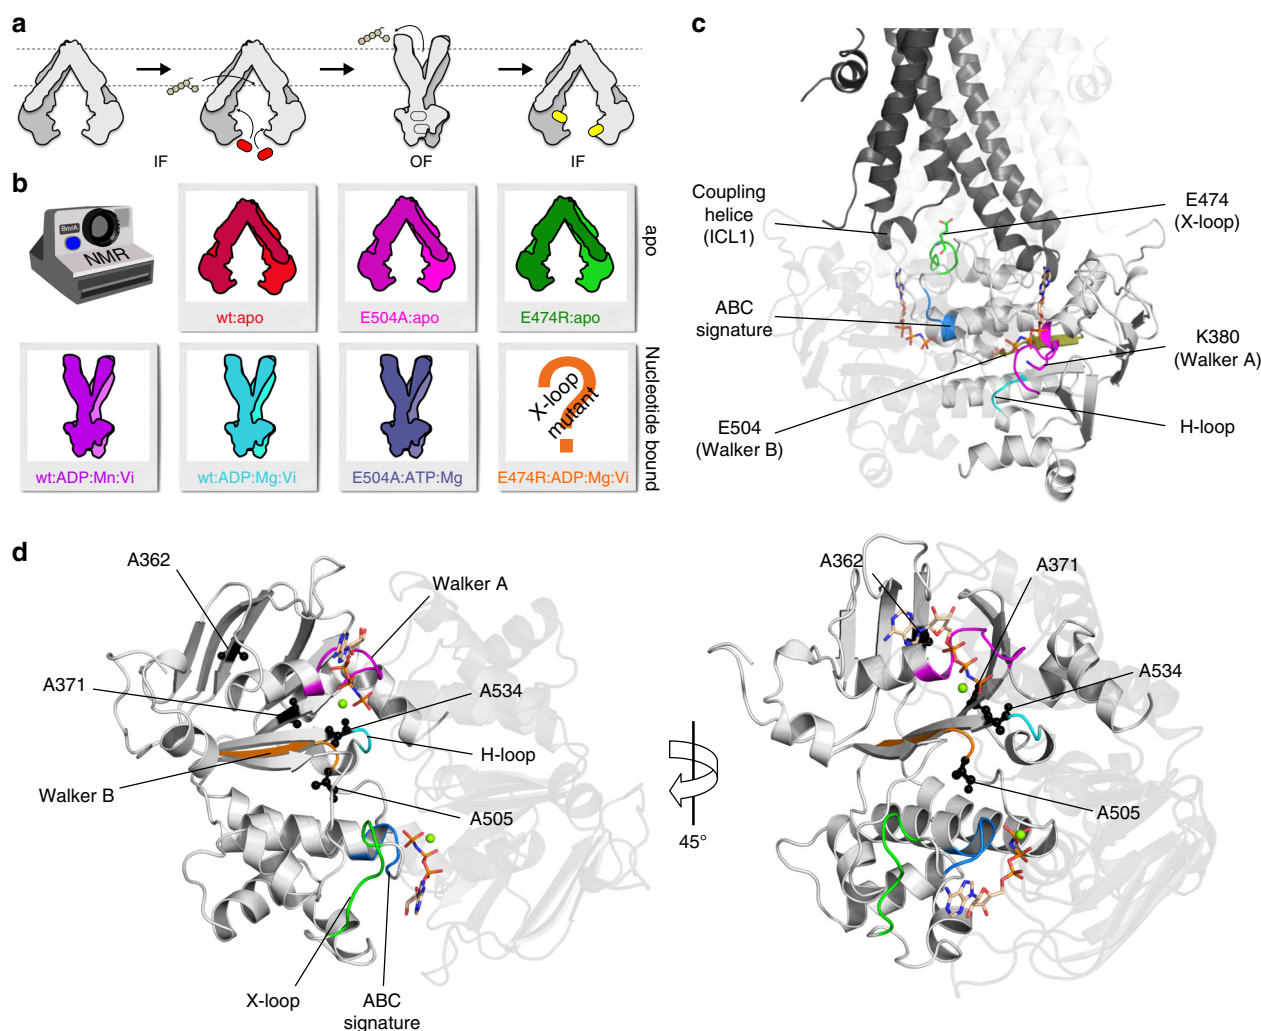 a
IF
OF
IF
b
BmrA
NMR
wt:apo
E504A:apo
E474R:apo
apo
wt:ADP:Mn:Vi
wt:ADP:Mg:Vi
E504A:ATP:Mg
?
X-loop
mutant
E474R:ADP:Mg:Vi
Nucleotide bound
c
Coupling
helice
(ICL1)
E474
(X-loop)
ABC
signature
K380
(Walker A)
E504
(Walker B)
H-loop
d
A362
Walker A
A371
A534
H-loop
Walker B
A505
X-loop
ABC
signature
45°
A362
A371
A534
A505